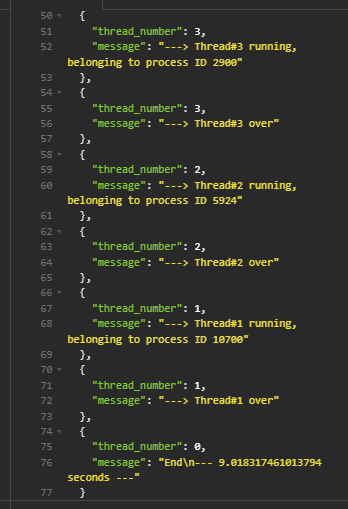 50 {
51 "thread_number": 3,
52 "message": "---> Thread#3 running,
belonging to process ID 2900"
53 },
54 {
55 "thread_number": 3,
56 "message": "---> Thread#3 over"
57 },
58 {
59 "thread_number": 2,
60 "message": "---> Thread#2 running,
belonging to process ID 5924"
61 },
62 {
63 "thread_number": 2,
64 "message": "---> Thread#2 over"
65 },
66 {
67 "thread_number": 1,
68 "message": "---> Thread#1 running,
belonging to process ID 10700"
69 },
70 {
71 "thread_number": 1,
72 "message": "---> Thread#1 over"
73 },
74 {
75 "thread_number": 0,
76 "message": "End\n--- 9.018317461013794
seconds ---"
77 }